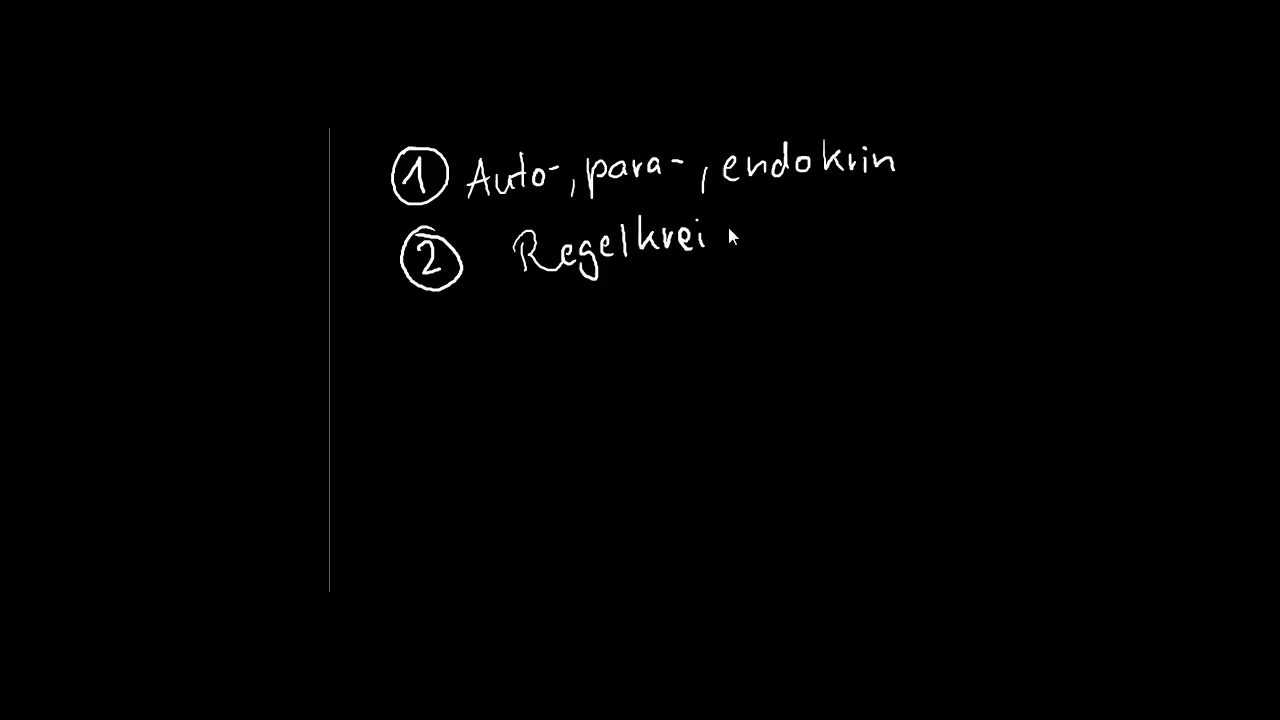 ① Auto-, para-, endokrin
② Regelkrei